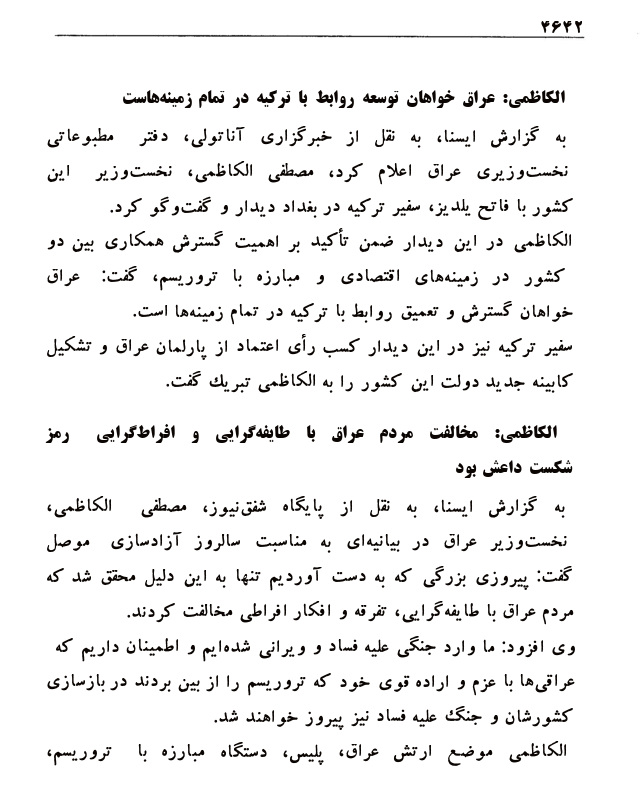 ۴۶۴۲
الکاظمی: عراق خواهان توسعه روابط با ترکیه در تمام زمینه‌هاست
به گزارش ایسنا، به نقل از خبرگزاری آناتولی، دفتر مطبوعاتی
نخست‌وزیری عراق اعلام کرد، مصطفی الکاظمی، نخست‌وزیر این
کشور با فاتح یلدیز، سفیر ترکیه در بغداد دیدار و گفت‌وگو کرد.
الکاظمی در این دیدار ضمن تأکید بر اهمیت گسترش همکاری بین دو
کشور در زمینه‌های اقتصادی و مبارزه با تروریسم، گفت: عراق
خواهان گسترش و تعمیق روابط با ترکیه در تمام زمینه‌ها است.
سفیر ترکیه نیز در این دیدار کسب رأی اعتماد از پارلمان عراق و تشکیل
کابینه جدید دولت این کشور را به الکاظمی تبریك گفت.
الکاظمی: مخالفت مردم عراق با طایفه‌گرایی و افراط‌گرایی رمز
شکست داعش بود
به گزارش ایسنا، به نقل از پایگاه شفق‌نیوز، مصطفی الکاظمی،
نخست‌وزیر عراق در بیانیه‌ای به مناسبت سالروز آزادسازی موصل
گفت: پیروزی بزرگی که به دست آوردیم تنها به این دلیل محقق شد که
مردم عراق با طایفه‌گرایی، تفرقه و افکار افراطی مخالفت کردند.
وی افزود: ما وارد جنگی علیه فساد و ویرانی شده‌ایم و اطمینان داریم که
عراقی‌ها با عزم و اراده قوی خود که تروریسم را از بین بردند در بازسازی
کشورشان و جنگ علیه فساد نیز پیروز خواهند شد.
الکاظمی موضع ارتش عراق، پلیس، دستگاه مبارزه با تروریسم،